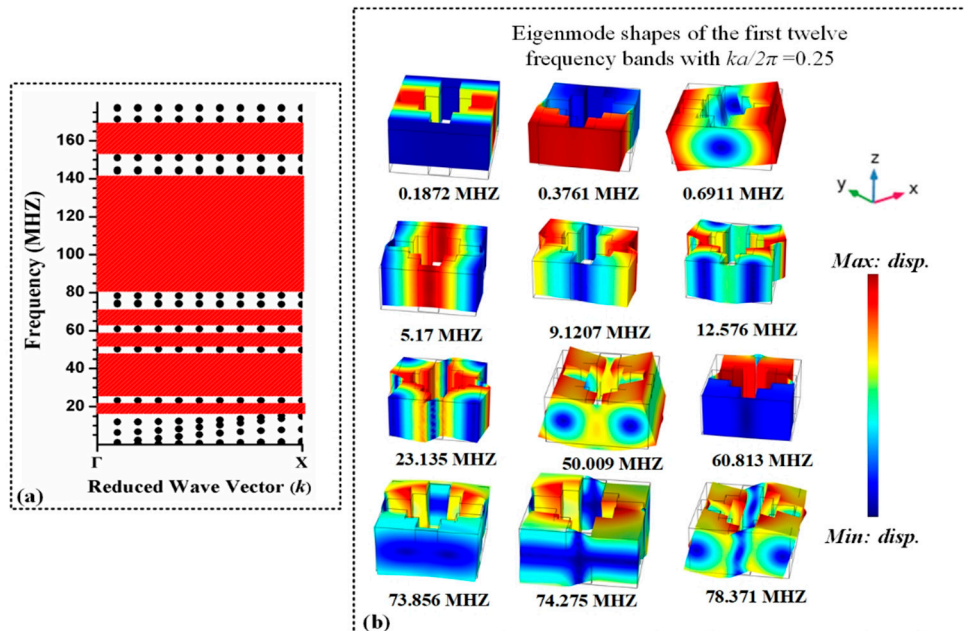 Eigenmode shapes of the first twelve
frequency bands with ka/2π =0.25
160
140
120
100
80
60
40
20
Frequency (MHZ)
Γ
X
Reduced Wave Vector (k)
(a)
0.1872 MHZ
0.3761 MHZ
0.6911 MHZ
z
y
x
5.17 MHZ
9.1207 MHZ
12.576 MHZ
Max: disp.
23.135 MHZ
50.009 MHZ
60.813 MHZ
Min: disp.
73.856 MHZ
74.275 MHZ
78.371 MHZ
(b)